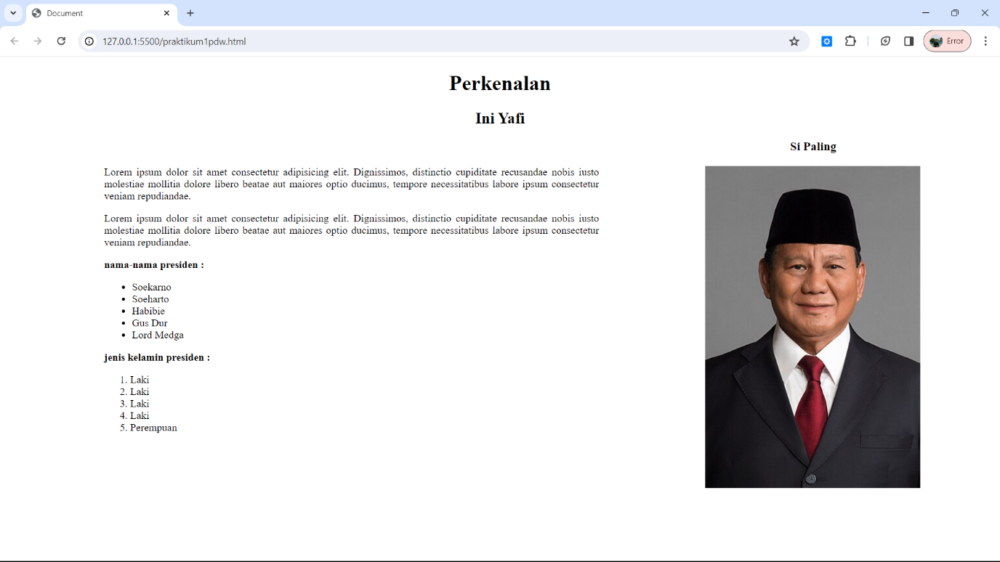 Document
127.0.0.1:5500/praktikum1pdw.html
Error
Perkenalan
Ini Yafi
Si Paling
Lorem ipsum dolor sit amet consectetur adipisicing elit. Dignissimos, distinctio cupiditate recusandae nobis iusto
molestiae mollitia dolore libero beatae aut maiores optio ducimus, tempore necessitatibus labore ipsum consectetur
veniam repudiandae.
Lorem ipsum dolor sit amet consectetur adipisicing elit. Dignissimos, distinctio cupiditate recusandae nobis iusto
molestiae mollitia dolore libero beatae aut maiores optio ducimus, tempore necessitatibus labore ipsum consectetur
veniam repudiandae.
nama-nama presiden :
• Soekarno
• Soeharto
• Habibie
• Gus Dur
• Lord Medga
jenis kelamin presiden :
1. Laki
2. Laki
3. Laki
4. Laki
5. Perempuan